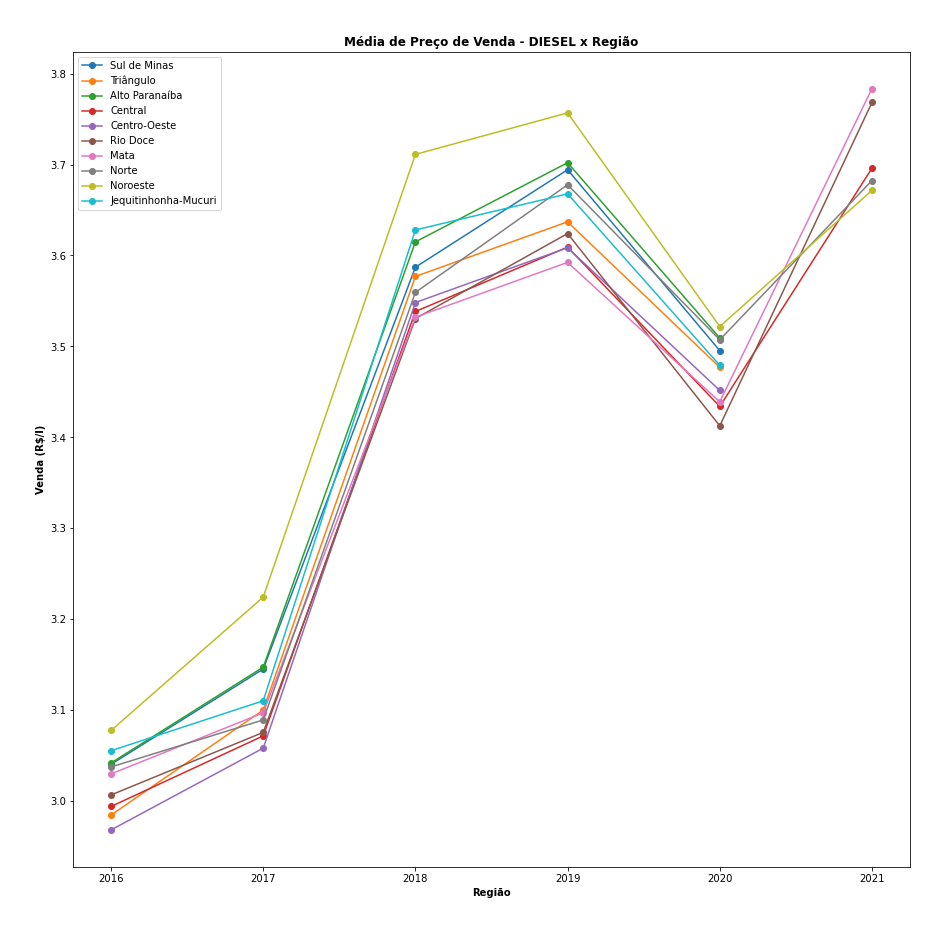 Média de Preço de Venda - DIESEL x Região
Sul de Minas
Triângulo
Alto Paranaíba
Central
Centro-Oeste
Rio Doce
Mata
Norte
Noroeste
Jequitinhonha-Mucuri
3.8
3.7
3.6
3.5
3.4
3.3
3.2
3.1
3.0
Venda (R$/l)
2016 2017 2018 2019 2020 2021
Região